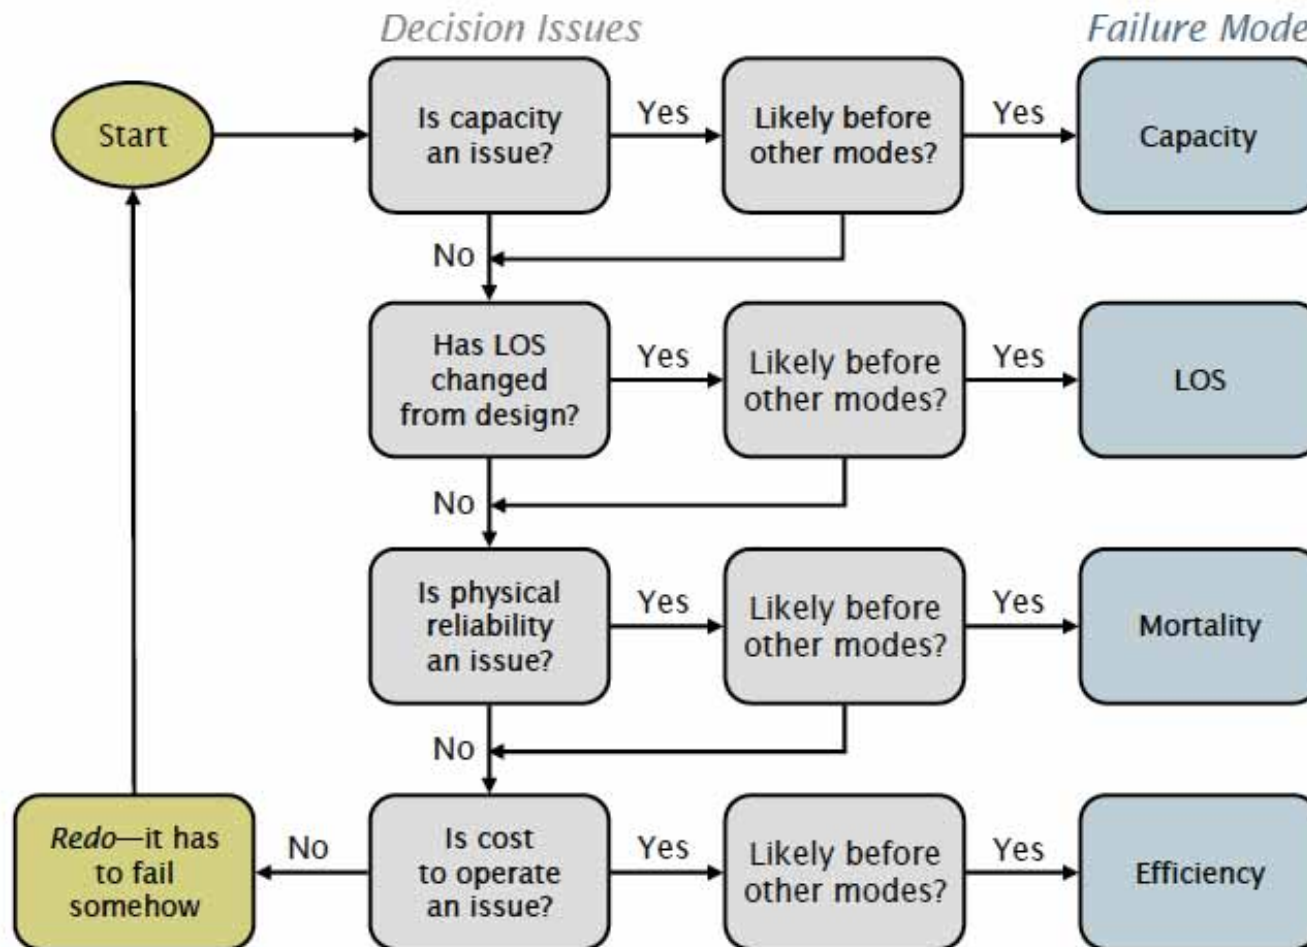 Decision Issues
Failure Mode
Start
Is capacity
an issue?
Yes
Likely before
other modes?
Yes
Capacity
No
Has LOS
changed
from design?
Yes
Likely before
other modes?
Yes
LOS
No
Is physical
reliability
an issue?
Yes
Likely before
other modes?
Yes
Mortality
No
Redo—it has
to fail
somehow
No
Is cost
to operate
an issue?
Yes
Likely before
other modes?
Yes
Efficiency